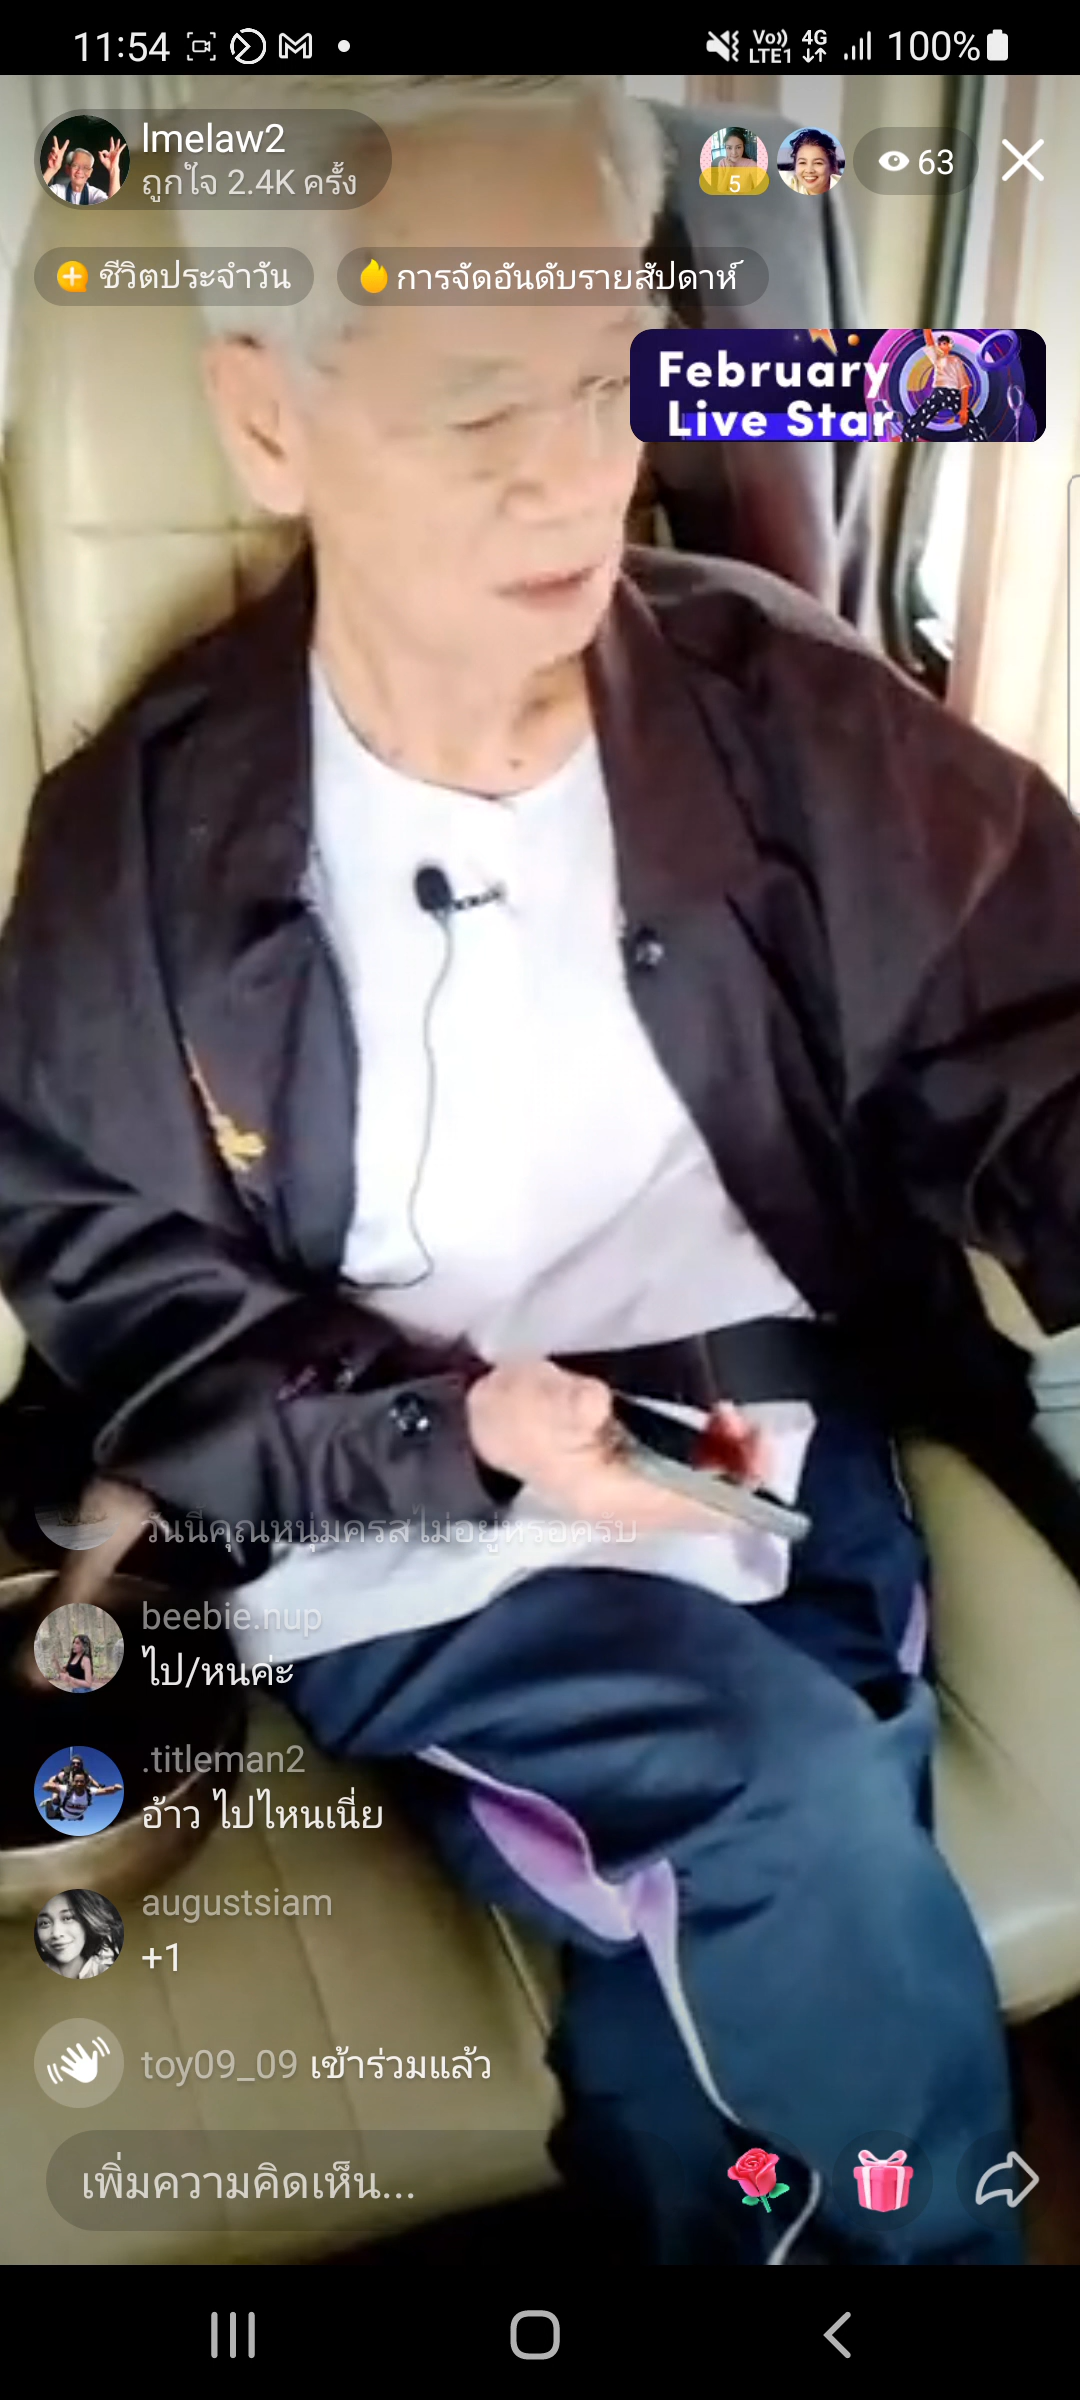 11:54
Vo))
LTE1
4G
100%
lmelaw2
ถูกใจ 2.4K ครั้ง
5
63
ชีวิตประจำวัน
การจัดอันดับรายสัปดาห์
February
Live Star
วันนี้คุณหนุ่มครสไม่อยู่หรอครับ
beebie.nup
ไป/หนค่ะ
.titleman2
อ้าว ไปไหนเนี่ย
augustsiam
+1
toy09_09 เข้าร่วมแล้ว
เพิ่มความคิดเห็น...